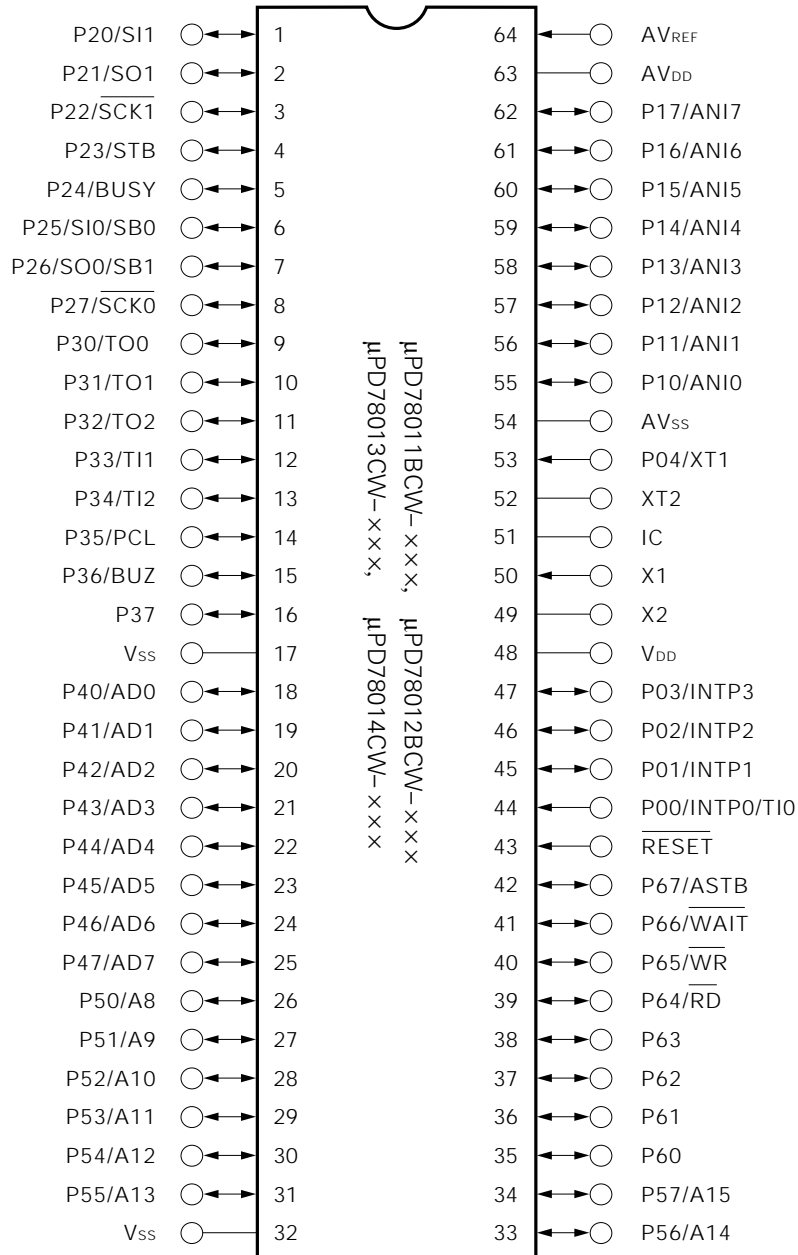 P20/SI1 1 64 AVREF
P21/SO1 2 63 AVDD
P22/SCK1 3 62 P17/ANI7
P23/STB 4 61 P16/ANI6
P24/BUSY 5 60 P15/ANI5
P25/SI0/SB0 6 59 P14/ANI4
P26/SO0/SB1 7 58 P13/ANI3
P27/SCK0 8 57 P12/ANI2
P30/TO0 9 56 P11/ANI1
P31/TO1 10 55 P10/ANI0
P32/TO2 11 54 AVss
P33/TI1 12 53 P04/XT1
P34/TI2 13 52 XT2
P35/PCL 14 51 IC
P36/BUZ 15 50 X1
P37 16 49 X2
Vss 17 48 VDD
P40/AD0 18 47 P03/INTP3
P41/AD1 19 46 P02/INTP2
P42/AD2 20 45 P01/INTP1
P43/AD3 21 44 P00/INTP0/TI0
P44/AD4 22 43 RESET
P45/AD5 23 42 P67/ASTB
P46/AD6 24 41 P66/WAIT
P47/AD7 25 40 P65/WR
P50/A8 26 39 P64/RD
P51/A9 27 38 P63
P52/A10 28 37 P62
P53/A11 29 36 P61
P54/A12 30 35 P60
P55/A13 31 34 P57/A15
Vss 32 33 P56/A14
µPD78011BCW–×××, µPD78012BCW–×××
µPD78013CW–×××, µPD78014CW–×××